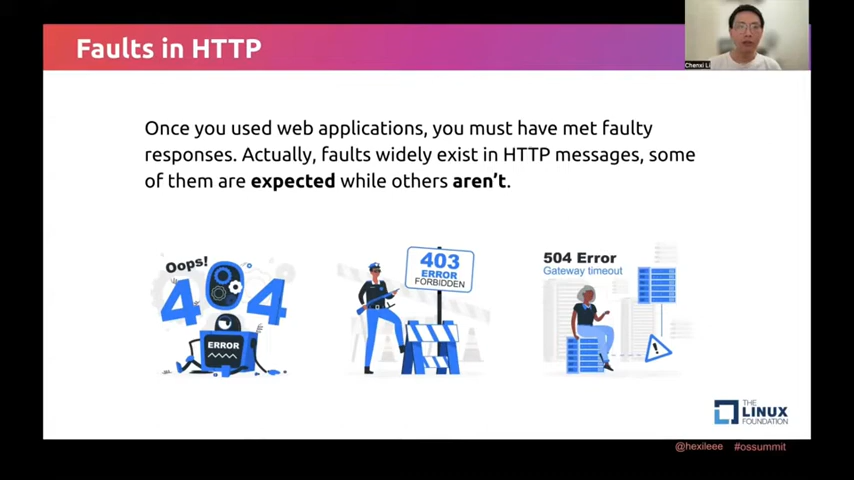 Faults in HTTP
Chenxi Li
Once you used web applications, you must have met faulty
responses. Actually, faults widely exist in HTTP messages, some
of them are expected while others aren't.
Oops!
4 4
ERROR
403
ERROR
FORBIDDEN
504 Error
Gateway timeout
!
THE
LINUX
FOUNDATION
@hexileee #ossummit